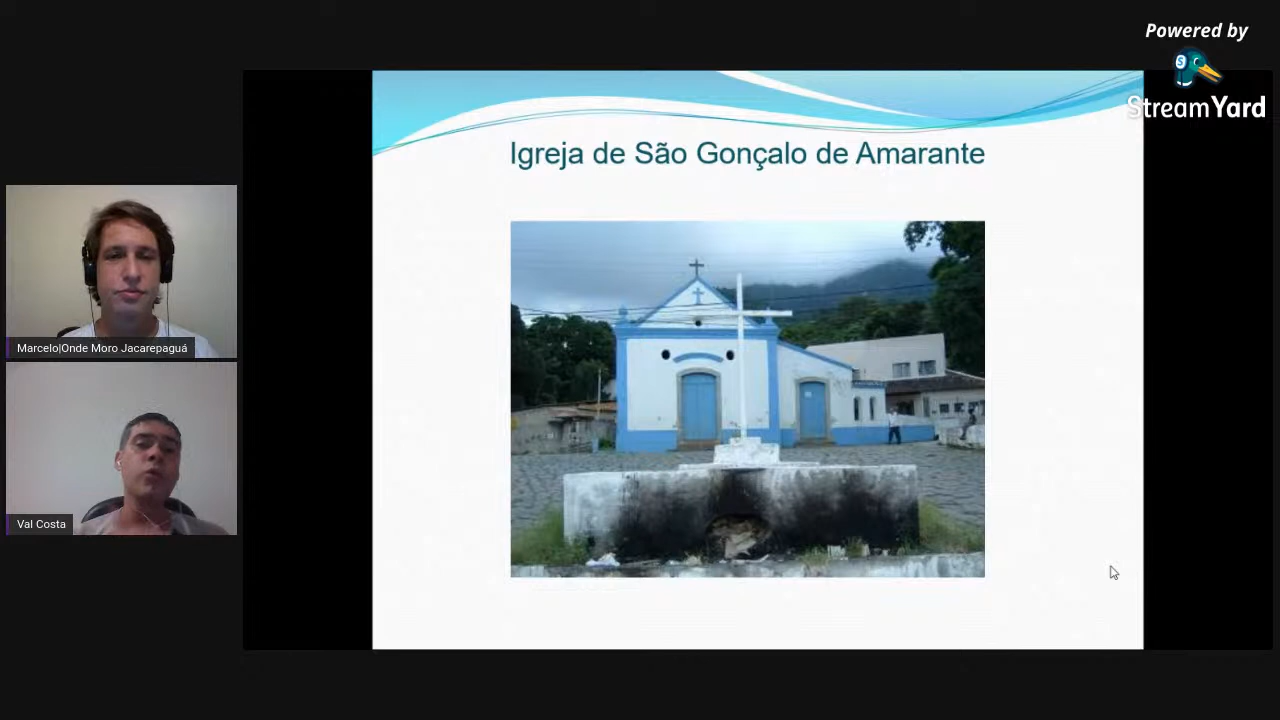 Powered by
StreamYard
Igreja de São Gonçalo de Amarante
Marcelo|Onde Moro Jacarepaguá
Val Costa